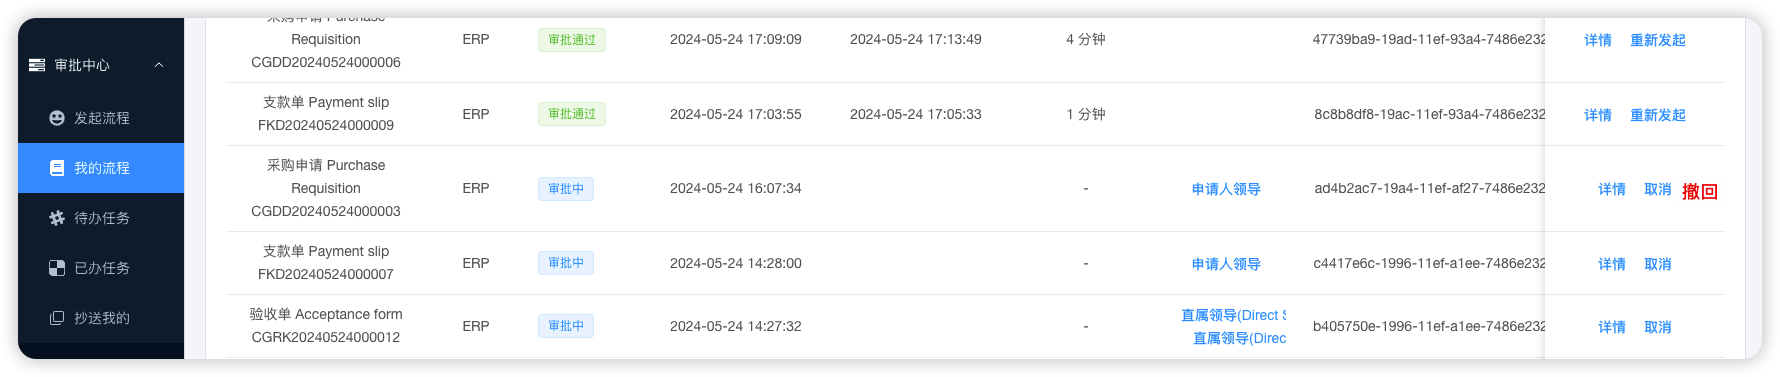 审批中心
发起流程
我的流程
待办任务
已办任务
抄送我的
采购申请 Purchase
Requisition
CGDD20240524000006
ERP
审批通过
2024-05-24 17:09:09
2024-05-24 17:13:49
4 分钟
47739ba9-19ad-11ef-93a4-7486e232
详情 重新发起
支款单 Payment slip
FKD20240524000009
ERP
审批通过
2024-05-24 17:03:55
2024-05-24 17:05:33
1 分钟
8c8b8df8-19ac-11ef-93a4-7486e232
详情 重新发起
采购申请 Purchase
Requisition
CGDD20240524000003
ERP
审批中
2024-05-24 16:07:34
-
申请人领导
ad4b2ac7-19a4-11ef-af27-7486e232
详情 取消 撤回
支款单 Payment slip
FKD20240524000007
ERP
审批中
2024-05-24 14:28:00
-
申请人领导
c4417e6c-1996-11ef-a1ee-7486e232
详情 取消
验收单 Acceptance form
CGRK20240524000012
ERP
审批中
2024-05-24 14:27:32
-
直属领导(Direct S
直属领导(Direc
b405750e-1996-11ef-a1ee-7486e232
详情 取消